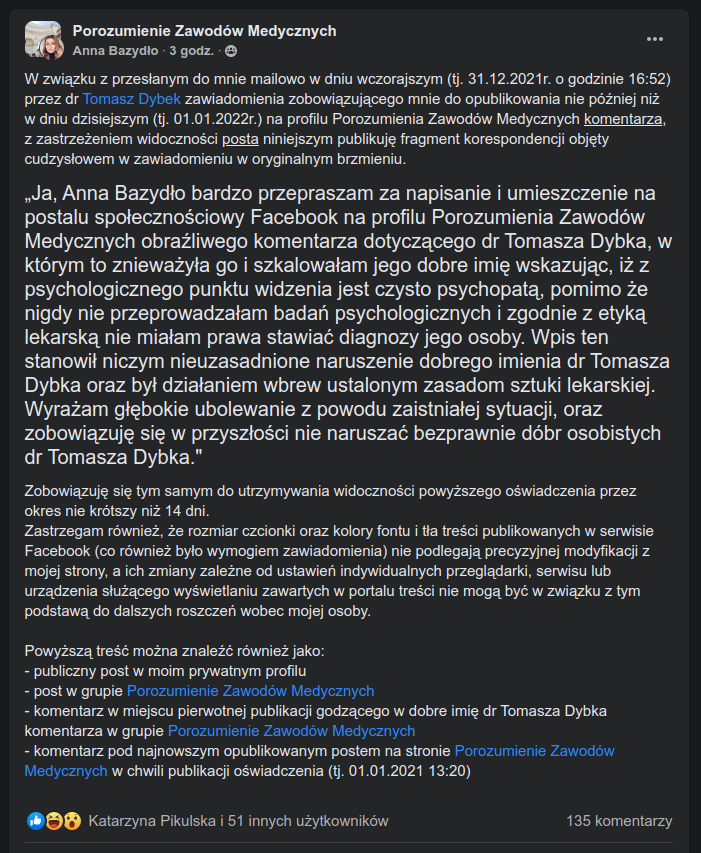 Porozumienie Zawodów Medycznych
Anna Bazydło · 3 godz. ·
W związku z przesłanym do mnie mailowo w dniu wczorajszym (tj. 31.12.2021r. o godzinie 16:52)
przez dr Tomasz Dybek zawiadomienia zobowiązującego mnie do opublikowania nie później niż
w dniu dzisiejszym (tj. 01.01.2022r.) na profilu Porozumienia Zawodów Medycznych komentarza,
z zastrzeżeniem widoczności posta niniejszym publikuję fragment korespondencji objęty
cudzysłowem w zawiadomieniu w oryginalnym brzmieniu.
„Ja, Anna Bazydło bardzo przepraszam za napisanie i umieszczenie na
postalu społecznościowy Facebook na profilu Porozumienia Zawodów
Medycznych obraźliwego komentarza dotyczącego dr Tomasza Dybka, w
którym to znieważyła go i szkalowałam jego dobre imię wskazując, iż z
psychologicznego punktu widzenia jest czysto psychopatą, pomimo że
nigdy nie przeprowadzałam badań psychologicznych i zgodnie z etyką
lekarską nie miałam prawa stawiać diagnozy jego osoby. Wpis ten
stanowił niczym nieuzasadnione naruszenie dobrego imienia dr Tomasza
Dybka oraz był działaniem wbrew ustalonym zasadom sztuki lekarskiej.
Wyrażam głębokie ubolewanie z powodu zaistniałej sytuacji, oraz
zobowiązuję się w przyszłości nie naruszać bezprawnie dóbr osobistych
dr Tomasza Dybka."
Zobowiązuję się tym samym do utrzymywania widoczności powyższego oświadczenia przez
okres nie krótszy niż 14 dni.
Zastrzegam również, że rozmiar czcionki oraz kolory fontu i tła treści publikowanych w serwisie
Facebook (co również było wymogiem zawiadomienia) nie podlegają precyzyjnej modyfikacji z
mojej strony, a ich zmiany zależne od ustawień indywidualnych przeglądarki, serwisu lub
urządzenia służącego wyświetlaniu zawartych w portalu treści nie mogą być w związku z tym
podstawą do dalszych roszczeń wobec mojej osoby.
Powyższą treść można znaleźć również jako:
- publiczny post w moim prywatnym profilu
- post w grupie Porozumienie Zawodów Medycznych
- komentarz w miejscu pierwotnej publikacji godzącego w dobre imię dr Tomasza Dybka
komentarza w grupie Porozumienie Zawodów Medycznych
- komentarz pod najnowszym opublikowanym postem na stronie Porozumienie Zawodów
Medycznych w chwili publikacji oświadczenia (tj. 01.01.2021 13:20)
Katarzyna Pikulska i 51 innych użytkowników
135 komentarzy